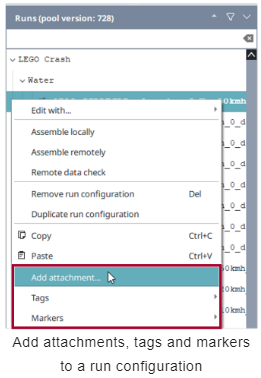 Runs (pool version: 728)
LEGO Crash
Water
Edit with...
Assemble locally
Assemble remotely
Remote data check
Remove run configuration Del
Duplicate run configuration
Copy Ctrl+C
Paste Ctrl+V
Add attachment...
Tags
Markers
Add attachments, tags and markers
to a run configuration